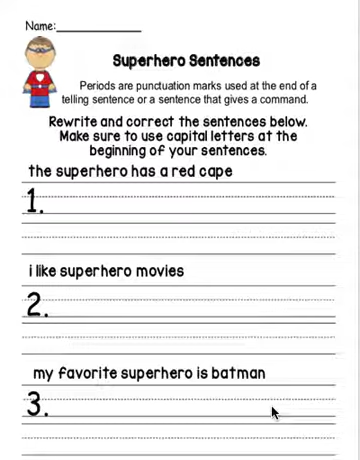 Name:
Superhero Sentences
Periods are punctuation marks used at the end of a
telling sentence or a sentence that gives a command.
Rewrite and correct the sentences below.
Make sure to use capital letters at the
beginning of your sentences.
the superhero has a red cape
1.
i like superhero movies
2.
my favorite superhero is batman
3.